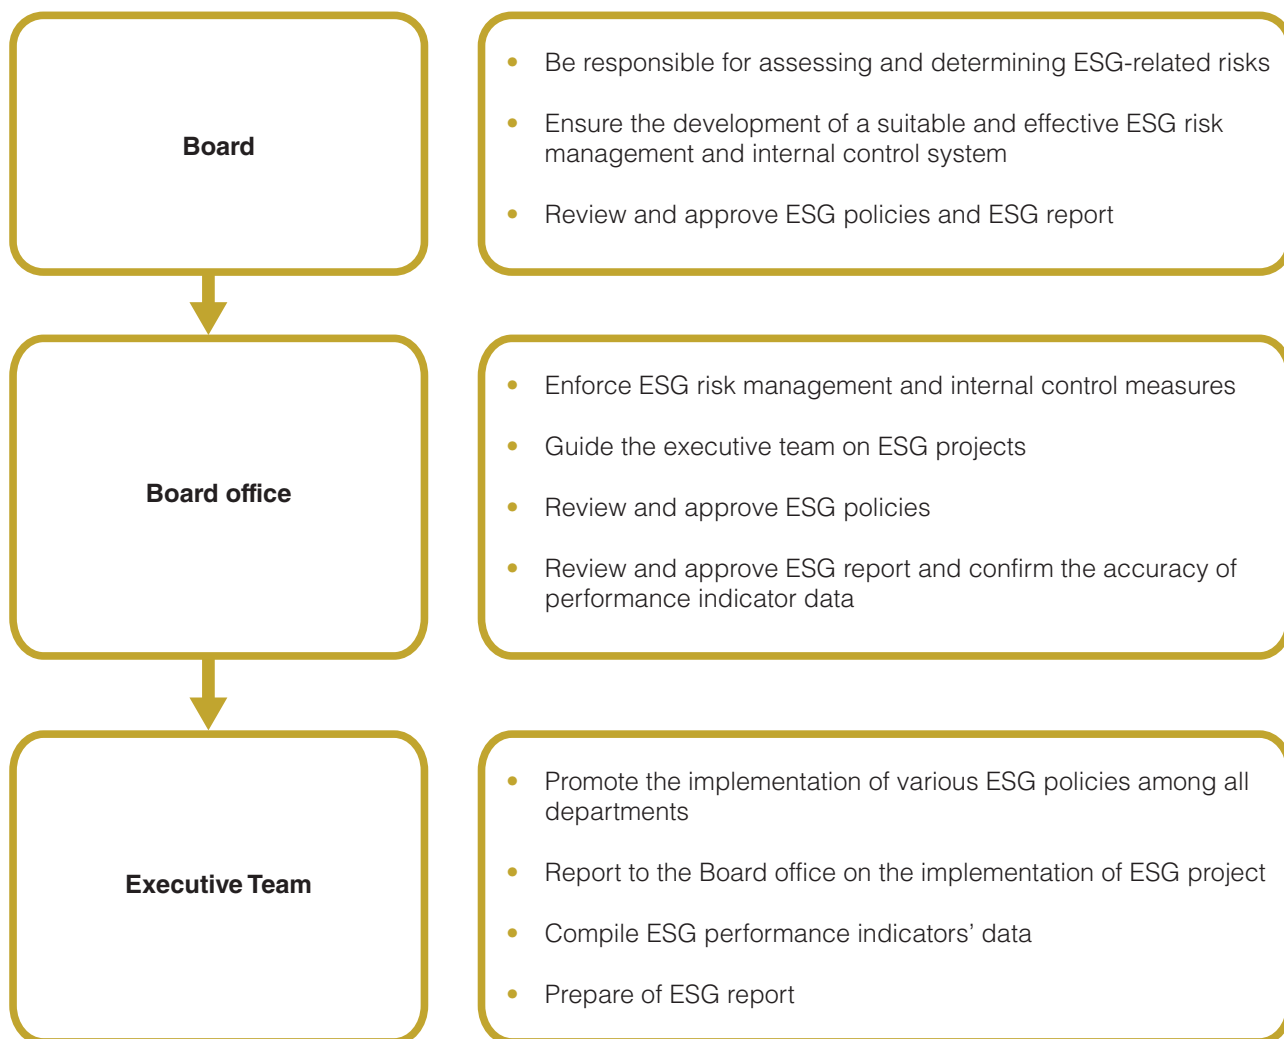 Board
• Be responsible for assessing and determining ESG-related risks
• Ensure the development of a suitable and effective ESG risk
management and internal control system
• Review and approve ESG policies and ESG report
Board office
• Enforce ESG risk management and internal control measures
• Guide the executive team on ESG projects
• Review and approve ESG policies
• Review and approve ESG report and confirm the accuracy of
performance indicator data
Executive Team
• Promote the implementation of various ESG policies among all
departments
• Report to the Board office on the implementation of ESG project
• Compile ESG performance indicators’ data
• Prepare of ESG report